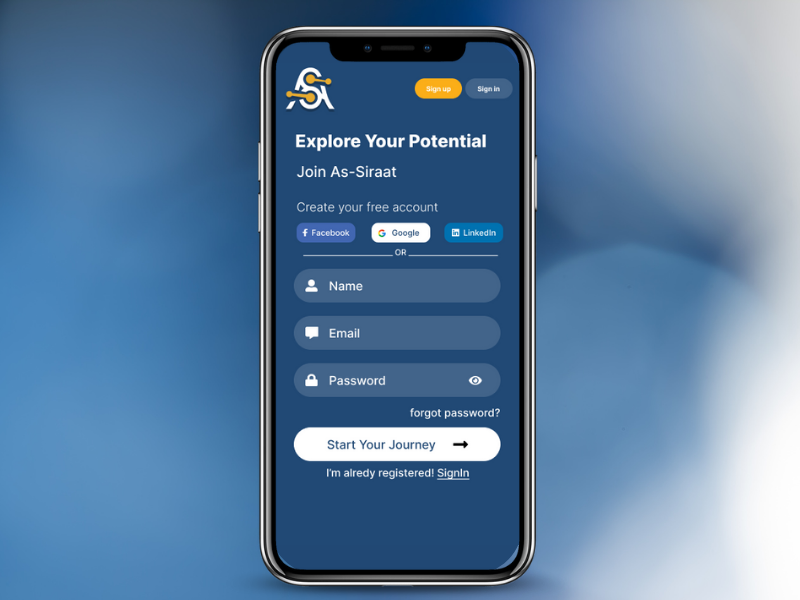 ASA
Sign up
Sign in
Explore Your Potential
Join As-Siraat
Create your free account
Facebook
Google
LinkedIn
OR
Name
Email
Password
forgot password?
Start Your Journey
I'm alredy registered! SignIn